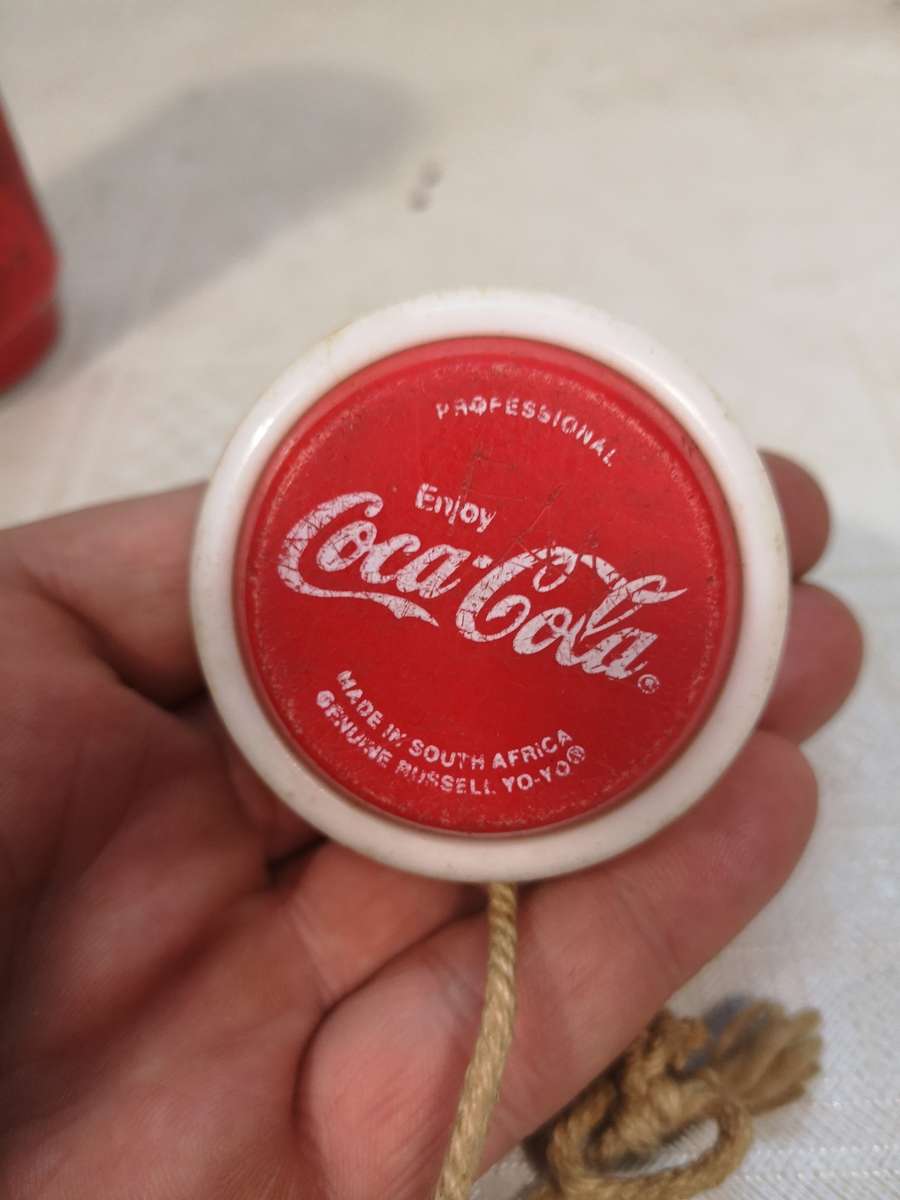 PROFESSIONAL
Enjoy
Coca-Cola®
MADE IN SOUTH AFRICA
GENUINE RUSSELL YO-YO®